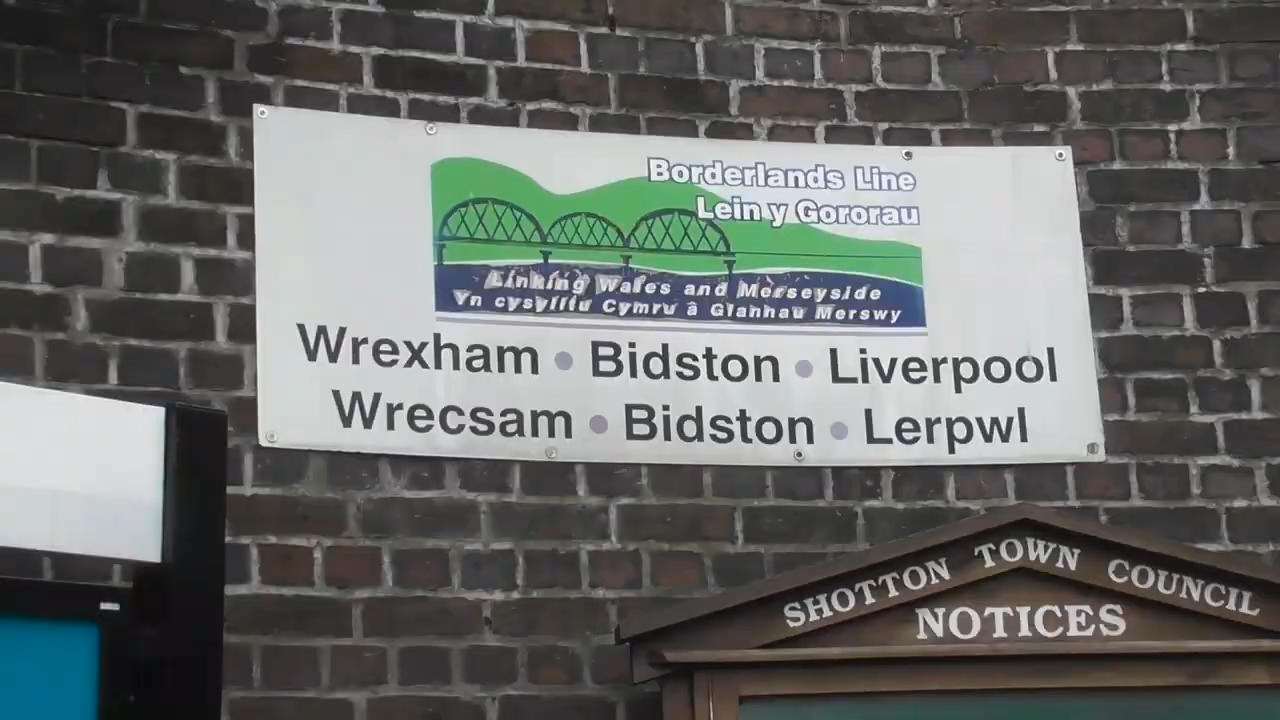 Borderlands Line
Lein y Gororau
Linking Wales and Merseyside
Yn cysylltu Cymru â Glannau Merswy
Wrexham • Bidston • Liverpool
Wrecsam • Bidston • Lerpwl
SHOTTON TOWN COUNCIL
NOTICES